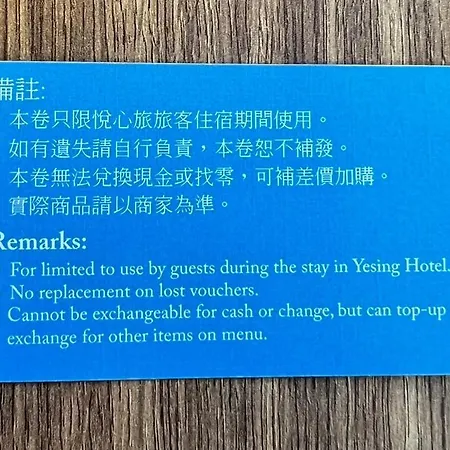 備註:
本卷只限悅心旅旅客住宿期間使用。
如有遺失請自行負責，本卷恕不補發。
本卷無法兌換現金或找零，可補差價加購。
實際商品請以商家為準。
Remarks:
For limited to use by guests during the stay in Yesing Hotel.
No replacement on lost vouchers.
Cannot be exchangeable for cash or change, but can top-up
exchange for other items on menu.